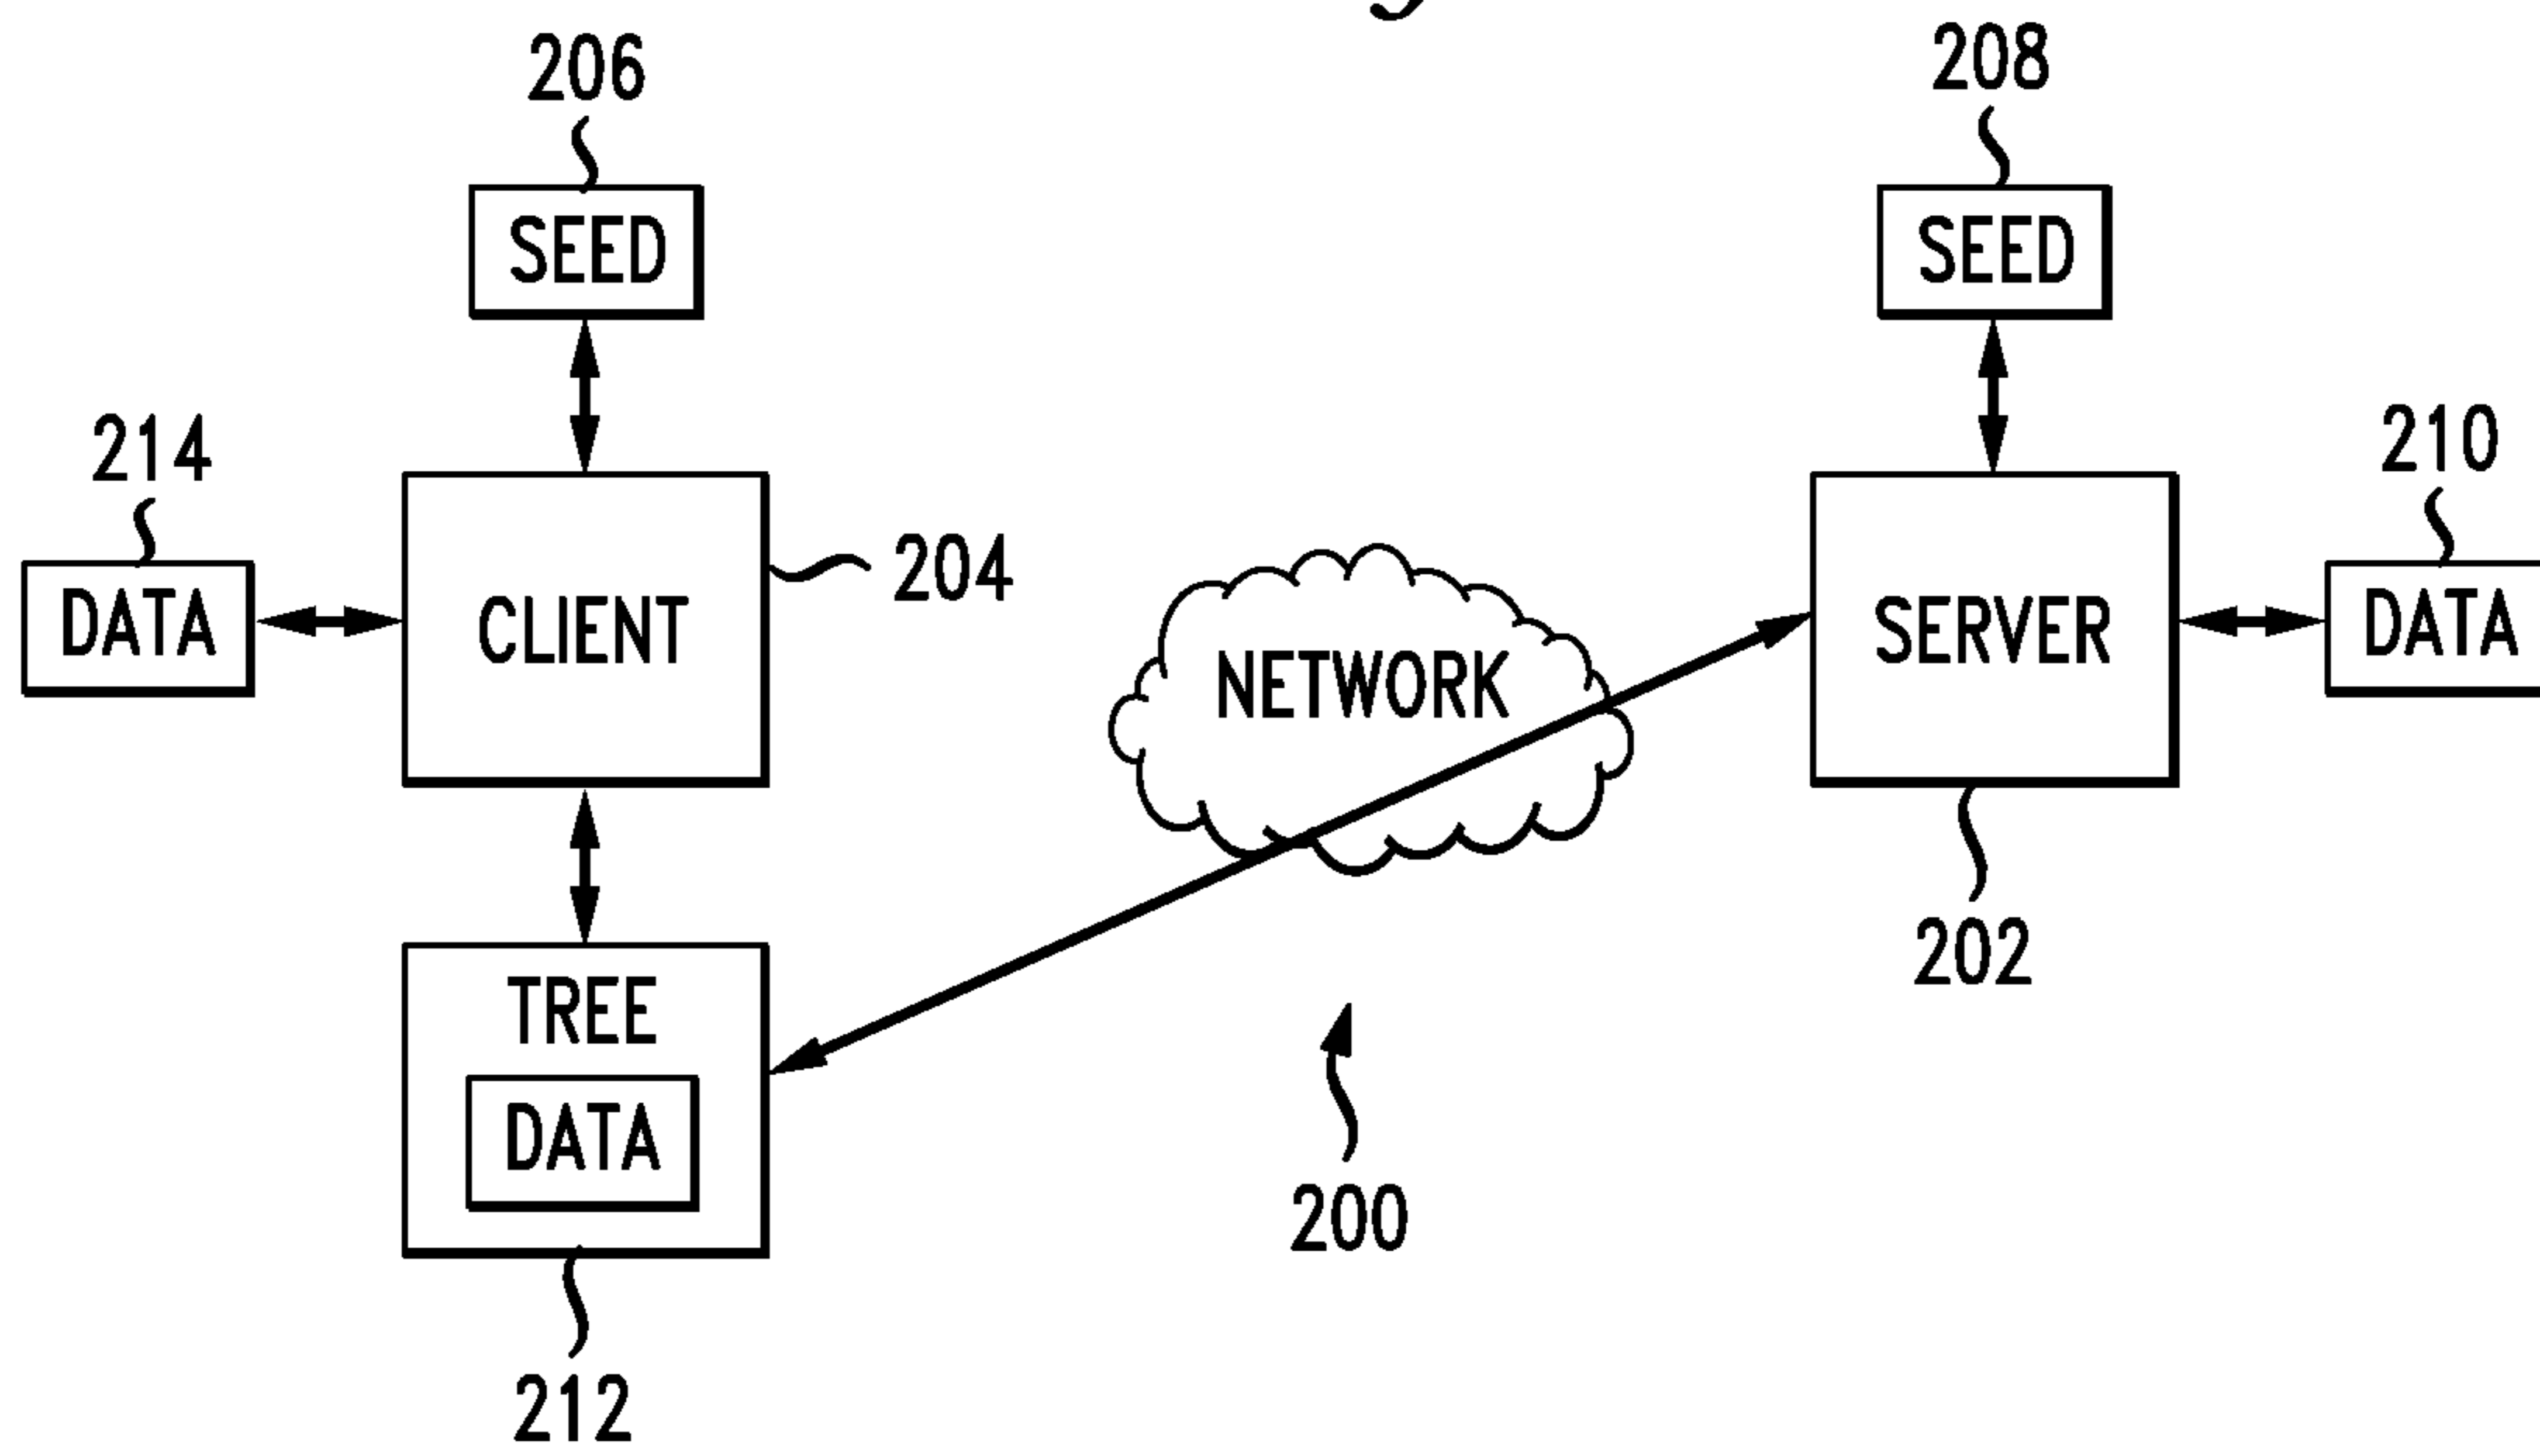 206
208
SEED
SEED
214
210
204
DATA
CLIENT
NETWORK
SERVER
DATA
202
TREE
DATA
200
212